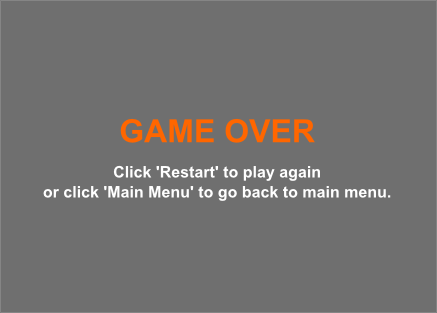 GAME OVER
Click 'Restart' to play again
or click 'Main Menu' to go back to main menu.